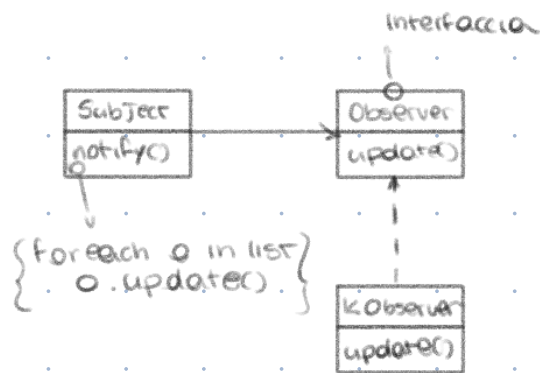 Interfaccia
Subject
notify()
Observer
update()
{foreach o in list
o.update()}
KObserver
update()